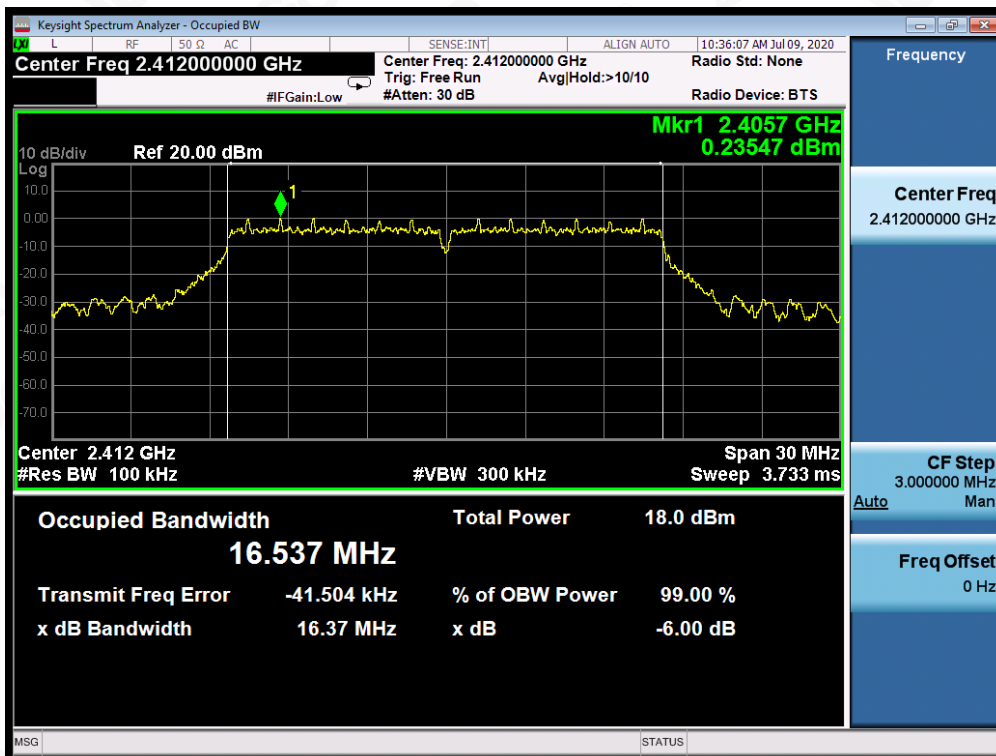 Keysight Spectrum Analyzer - Occupied BW
LXI L RF 50 Ω AC SENSE:INT ALIGN AUTO 10:36:07 AM Jul 09, 2020
Center Freq 2.412000000 GHz
#IFGain:Low
Center Freq: 2.412000000 GHz
Trig: Free Run Avg|Hold:>10/10
#Atten: 30 dB
Radio Std: None
Radio Device: BTS
Mkr1 2.4057 GHz
0.23547 dBm
10 dB/div Ref 20.00 dBm
Log
10.0
0.00
-10.0
-20.0
-30.0
-40.0
-50.0
-60.0
-70.0
1
Center 2.412 GHz Span 30 MHz
#Res BW 100 kHz #VBW 300 kHz Sweep 3.733 ms
Occupied Bandwidth Total Power 18.0 dBm
16.537 MHz
Transmit Freq Error -41.504 kHz % of OBW Power 99.00 %
x dB Bandwidth 16.37 MHz x dB -6.00 dB
Frequency
Center Freq
2.412000000 GHz
CF Step
3.000000 MHz
Auto Man
Freq Offset
0 Hz
MSG STATUS